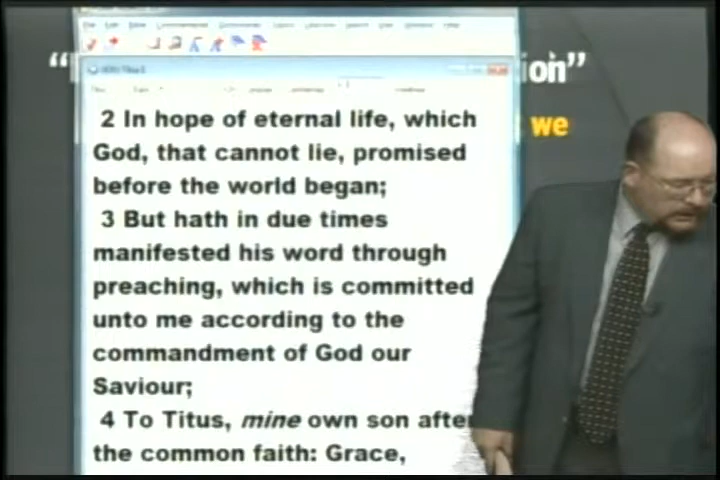 ion”
we
2 In hope of eternal life, which
God, that cannot lie, promised
before the world began;
3 But hath in due times
manifested his word through
preaching, which is committed
unto me according to the
commandment of God our
Saviour;
4 To Titus, mine own son after
the common faith: Grace,